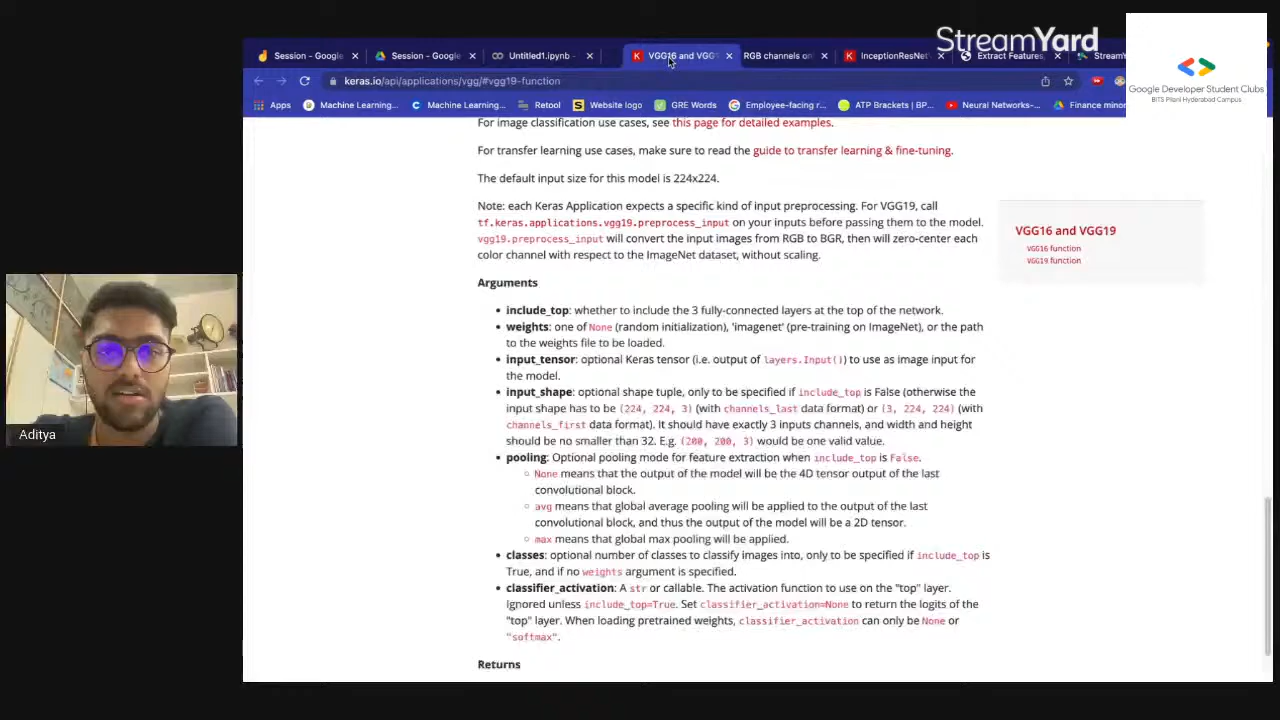 StreamYard
Google Developer Student Clubs
BITS Pilani Hyderabad Campus
Session - Google
Session - Google
Untitled1.ipynb -
VGG16 and VGG
RGB channels on
InceptionResNet
Extract Features,
StreamY
keras.io/api/applications/vgg/#vgg19-function
Apps
Machine Learning...
Machine Learning...
Retool
Website logo
GRE Words
Employee-facing r...
ATP Brackets | BP...
Neural Networks-...
Finance minor
For image classification use cases, see this page for detailed examples.
For transfer learning use cases, make sure to read the guide to transfer learning & fine-tuning.
The default input size for this model is 224x224.
Note: each Keras Application expects a specific kind of input preprocessing. For VGG19, call
tf.keras.applications.vgg19.preprocess_input on your inputs before passing them to the model.
vgg19.preprocess_input will convert the input images from RGB to BGR, then will zero-center each
color channel with respect to the ImageNet dataset, without scaling.
Arguments
include_top: whether to include the 3 fully-connected layers at the top of the network.
weights: one of None (random initialization), 'imagenet' (pre-training on ImageNet), or the path
to the weights file to be loaded.
input_tensor: optional Keras tensor (i.e. output of layers.Input()) to use as image input for
the model.
input_shape: optional shape tuple, only to be specified if include_top is False (otherwise the
input shape has to be (224, 224, 3) (with channels_last data format) or (3, 224, 224) (with
channels_first data format). It should have exactly 3 inputs channels, and width and height
should be no smaller than 32. E.g. (200, 200, 3) would be one valid value.
pooling: Optional pooling mode for feature extraction when include_top is False.
None means that the output of the model will be the 4D tensor output of the last
convolutional block.
avg means that global average pooling will be applied to the output of the last
convolutional block, and thus the output of the model will be a 2D tensor.
max means that global max pooling will be applied.
classes: optional number of classes to classify images into, only to be specified if include_top is
True, and if no weights argument is specified.
classifier_activation: A str or callable. The activation function to use on the "top" layer.
Ignored unless include_top=True. Set classifier_activation=None to return the logits of the
"top" layer. When loading pretrained weights, classifier_activation can only be None or
"softmax".
Returns
VGG16 and VGG19
VGG16 function
VGG19 function
Aditya